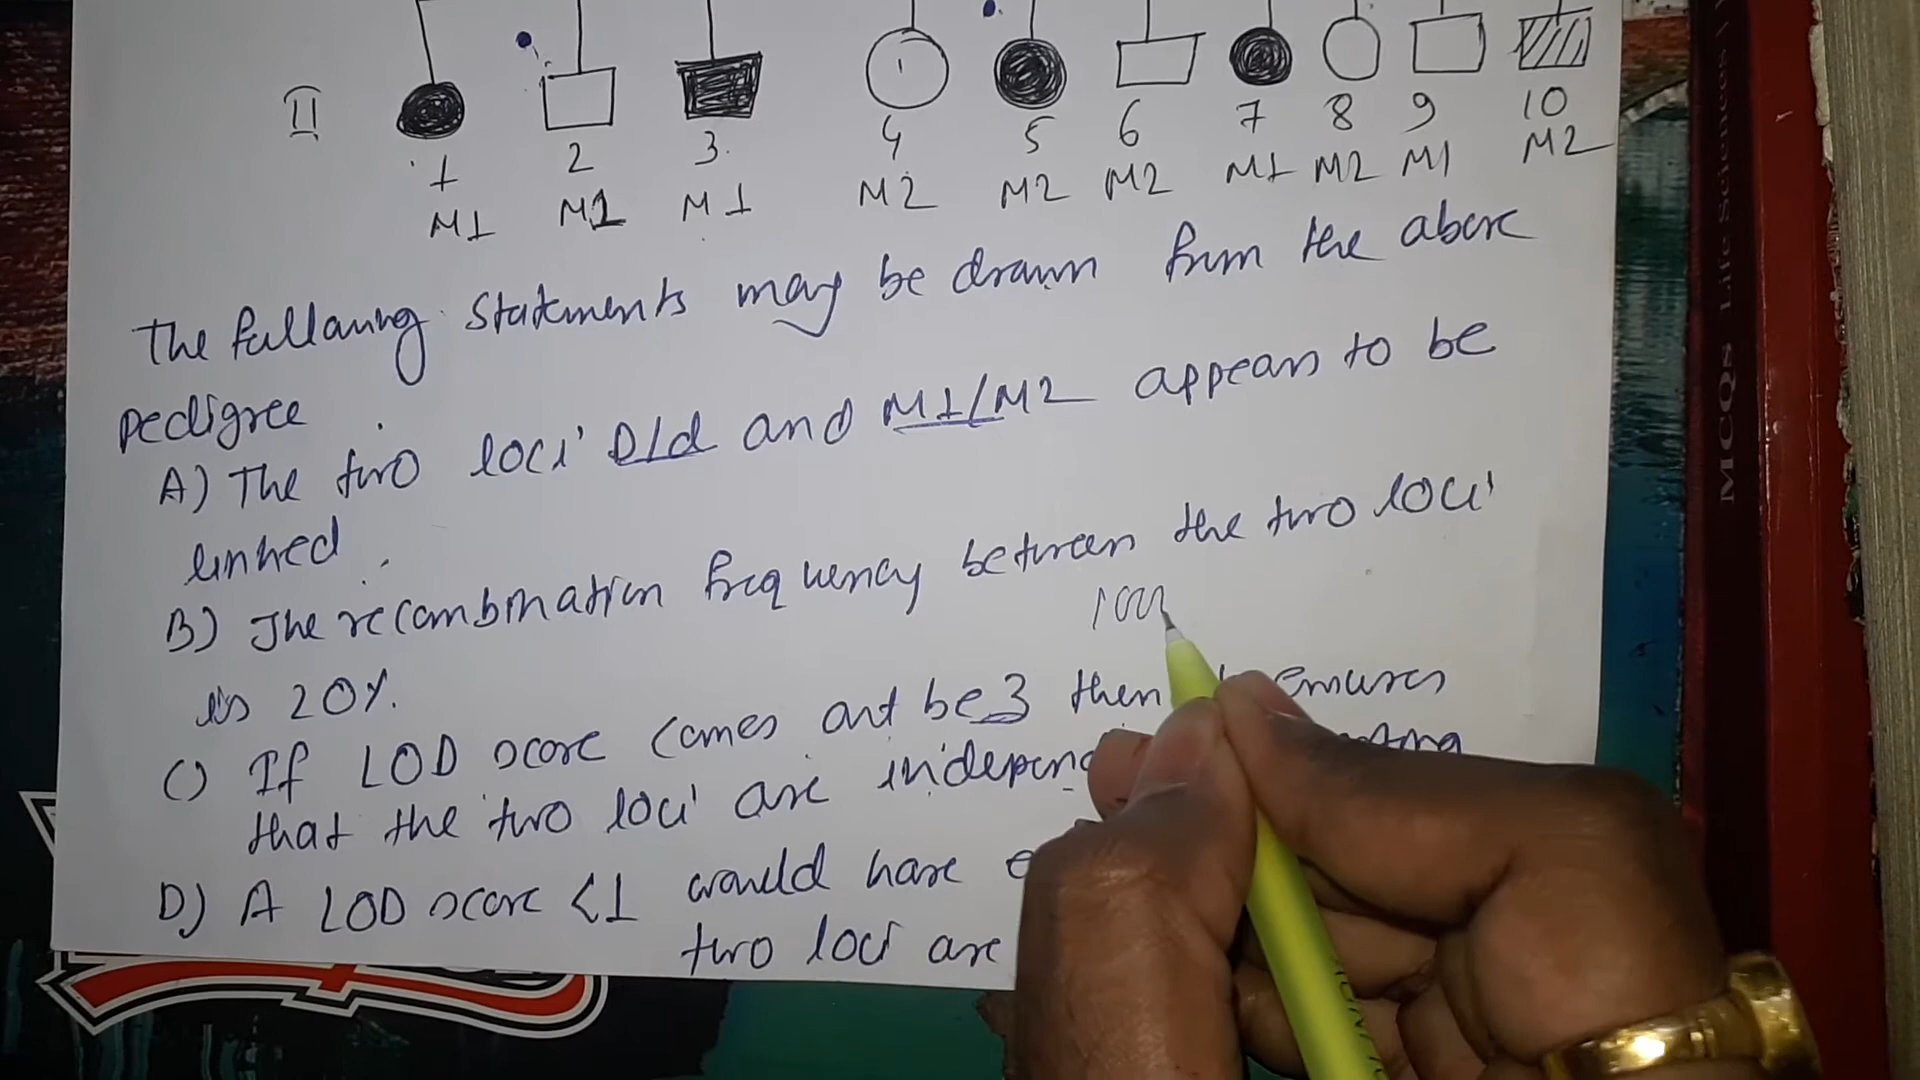 II
1 2 3. 4 5 6 7 8 9 10
M1 M1 M1 M2 M2 M2 M1 M2 M1 M2
The following statements may be drawn from the above
pedigree
A) The two loci D/d and M1/M2 appears to be
linked
B) The recombination frequency between the two loci
is 20%.
C) If LOD score comes out be 3 then
that the two loci are
D) A LOD score <1 would have
two loci are
MCQs Life Sciences